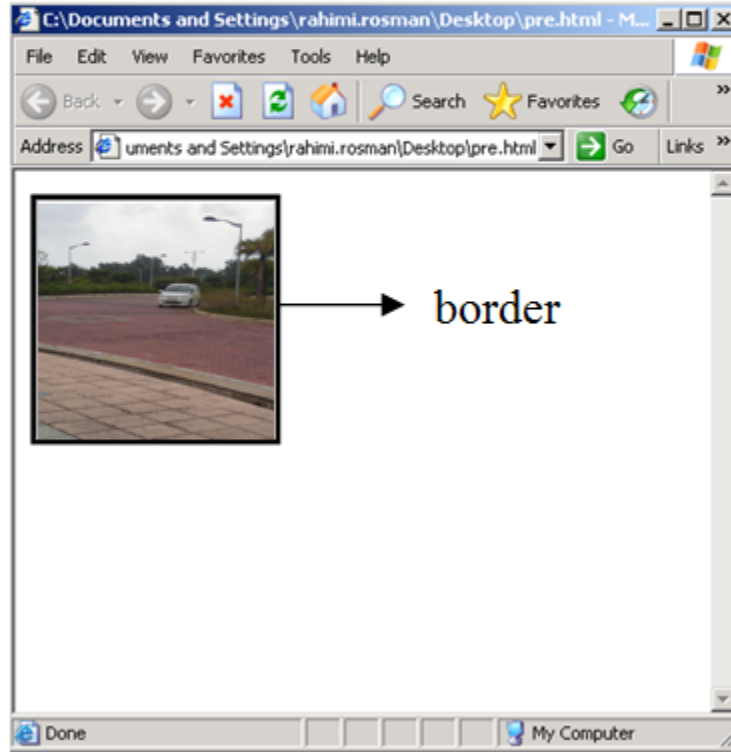 C:\Documents and Settings\rahimi.rosman\Desktop\pre.html - M...
File Edit View Favorites Tools Help
Back Search Favorites »
Address uments and Settings\rahimi.rosman\Desktop\pre.html Go Links »
border
Done My Computer